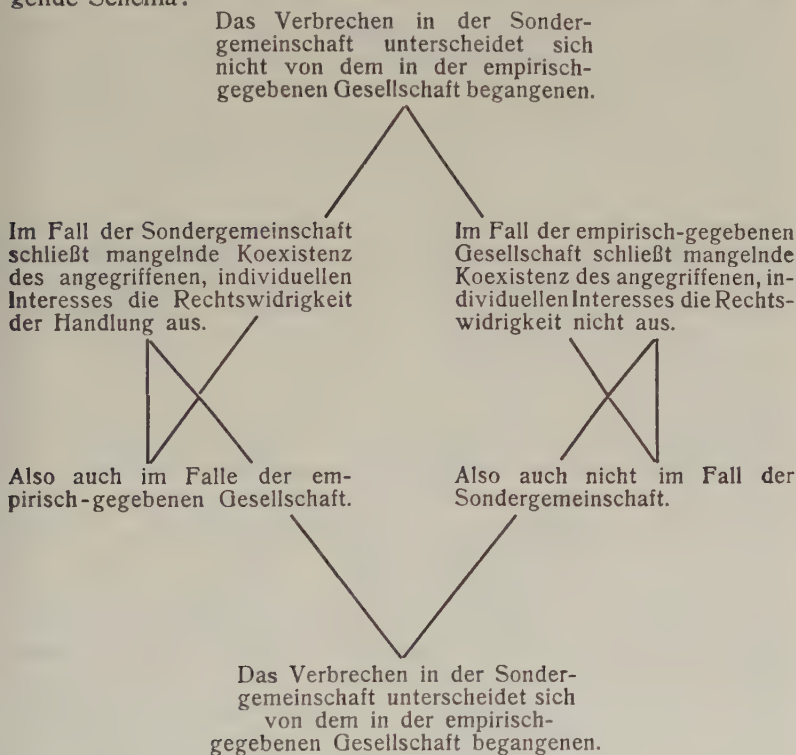 gende Schema:
Das Verbrechen in der Sonder-
gemeinschaft unterscheidet sich
nicht von dem in der empirisch-
gegebenen Gesellschaft begangenen.
Im Fall der Sondergemeinschaft
schließt mangelnde Koexistenz
des angegriffenen, individuellen
Interesses die Rechtswidrigkeit
der Handlung aus.
Im Fall der empirisch-gegebenen
Gesellschaft schließt mangelnde
Koexistenz des angegriffenen, in-
dividuellen Interesses die Rechts-
widrigkeit nicht aus.
Also auch im Falle der em-
pirisch-gegebenen Gesellschaft.
Also auch nicht im Fall der
Sondergemeinschaft.
Das Verbrechen in der Sonder-
gemeinschaft unterscheidet sich
von dem in der empirisch-
gegebenen Gesellschaft begangenen.